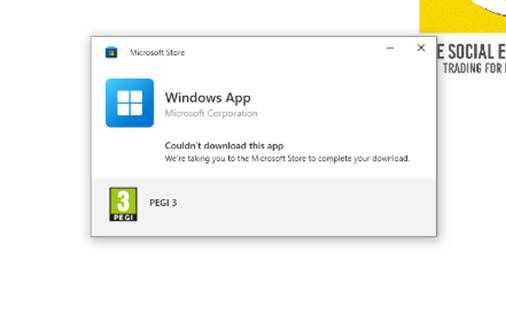 Microsoft Store
E SOCIAL E
TRADING FOR
Windows App
Microsoft Corporation
Couldn't download this app
We're taking you to the Microsoft Store to complete your download.
3
PEGI
PEGI 3